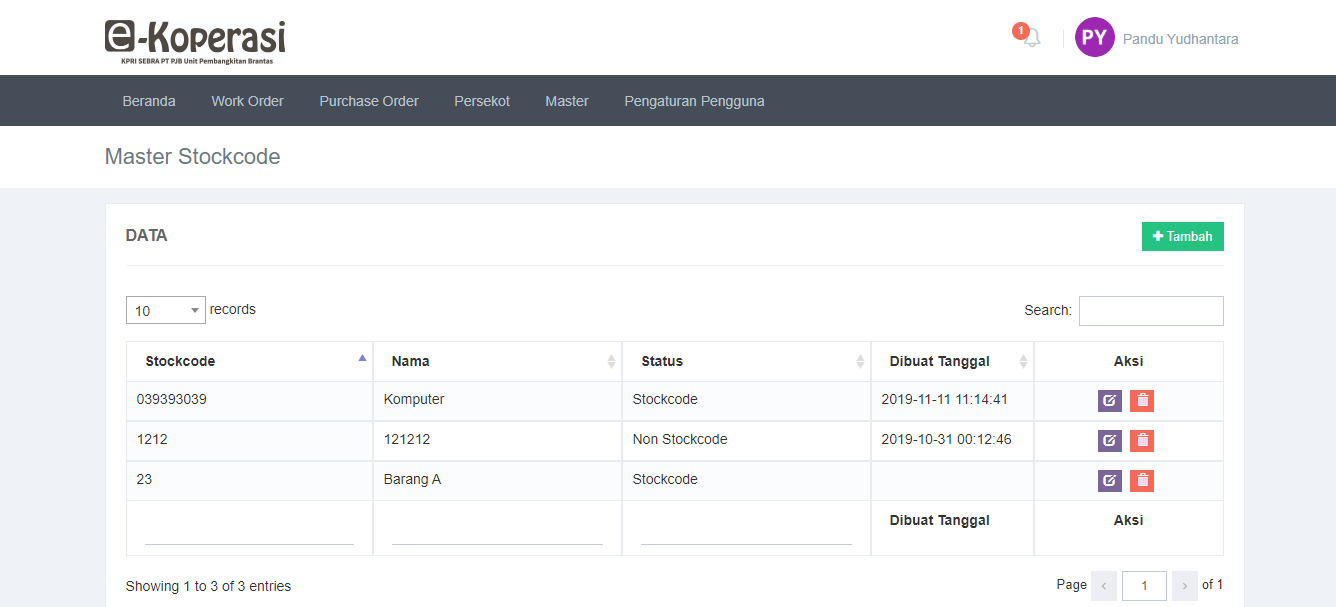 e-Koperasi
KPRI SEBRA PT PJB Unit Pembangkitan Brantas
1
PY Pandu Yudhantara
Beranda Work Order Purchase Order Persekot Master Pengaturan Pengguna
Master Stockcode
DATA
Tambah
10 records
Search:
Stockcode Nama Status Dibuat Tanggal Aksi
039393039 Komputer Stockcode 2019-11-11 11:14:41
1212 121212 Non Stockcode 2019-10-31 00:12:46
23 Barang A Stockcode
Dibuat Tanggal Aksi
Showing 1 to 3 of 3 entries
Page < 1 > of 1